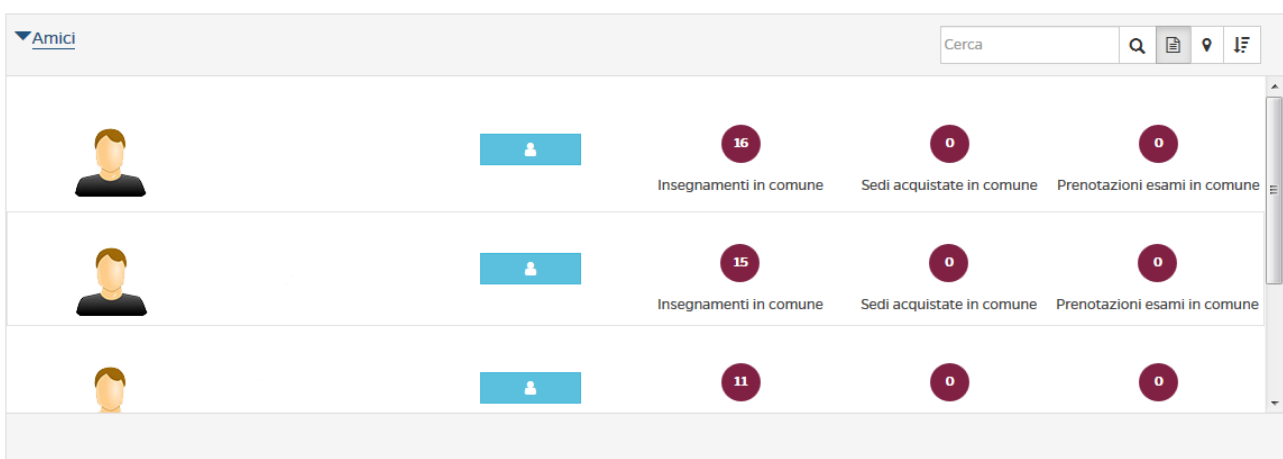 Amici
Cerca
16 0 0
Insegnamenti in comune Sedi acquistate in comune Prenotazioni esami in comune
15 0 0
Insegnamenti in comune Sedi acquistate in comune Prenotazioni esami in comune
11 0 0